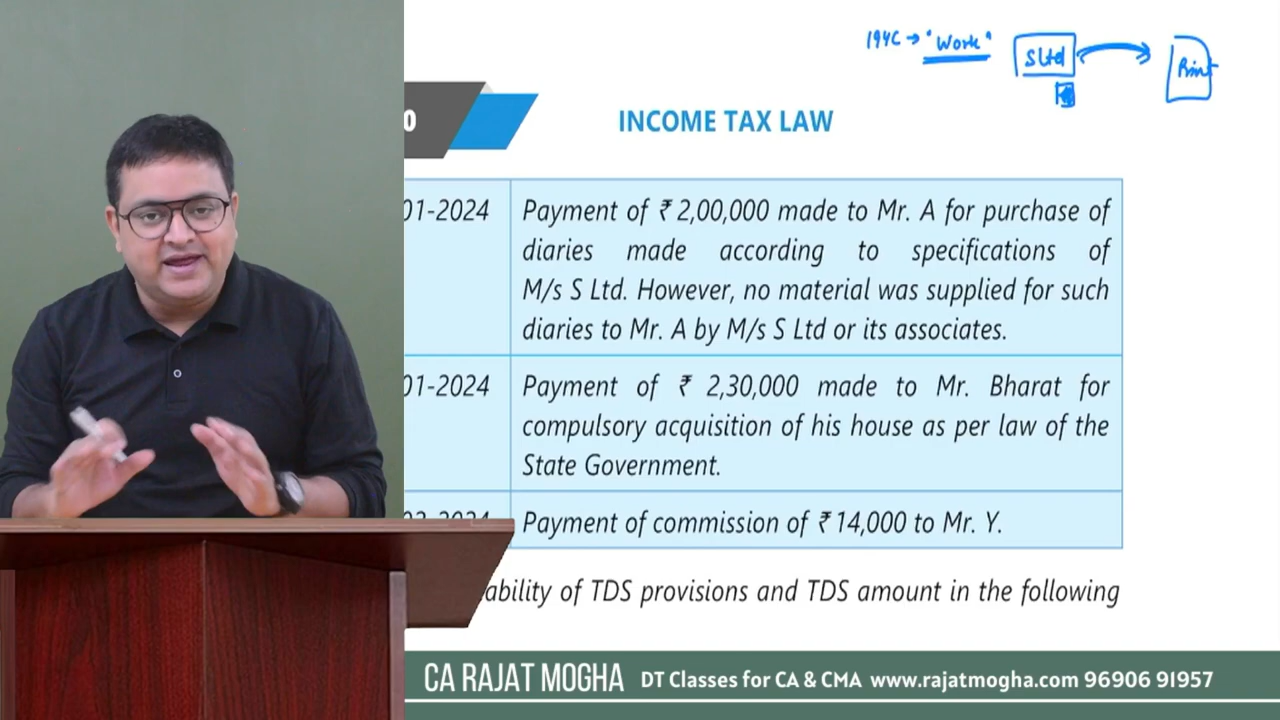 194C → "Work"
S Ltd
Print
0
INCOME TAX LAW
01-2024
Payment of ₹ 2,00,000 made to Mr. A for purchase of
diaries made according to specifications of
M/s S Ltd. However, no material was supplied for such
diaries to Mr. A by M/s S Ltd or its associates.
01-2024
Payment of ₹ 2,30,000 made to Mr. Bharat for
compulsory acquisition of his house as per law of the
State Government.
02-2024
Payment of commission of ₹ 14,000 to Mr. Y.
ability of TDS provisions and TDS amount in the following
CA RAJAT MOGHA DT Classes for CA & CMA www.rajatmogha.com 96906 91957